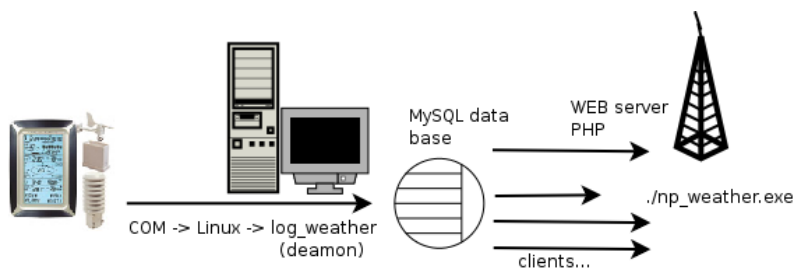 MySQL data
base
WEB server
PHP
./np_weather.exe
COM -> Linux -> log_weather
(deamon)
clients...